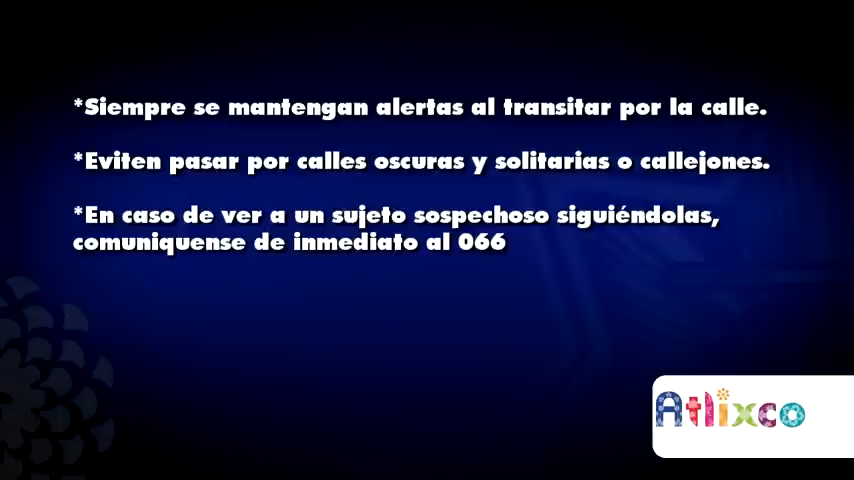 *Siempre se mantengan alertas al transitar por la calle.
*Eviten pasar por calles oscuras y solitarias o callejones.
*En caso de ver a un sujeto sospechoso siguiéndolas,
comuniquense de inmediato al 066
Atlixco